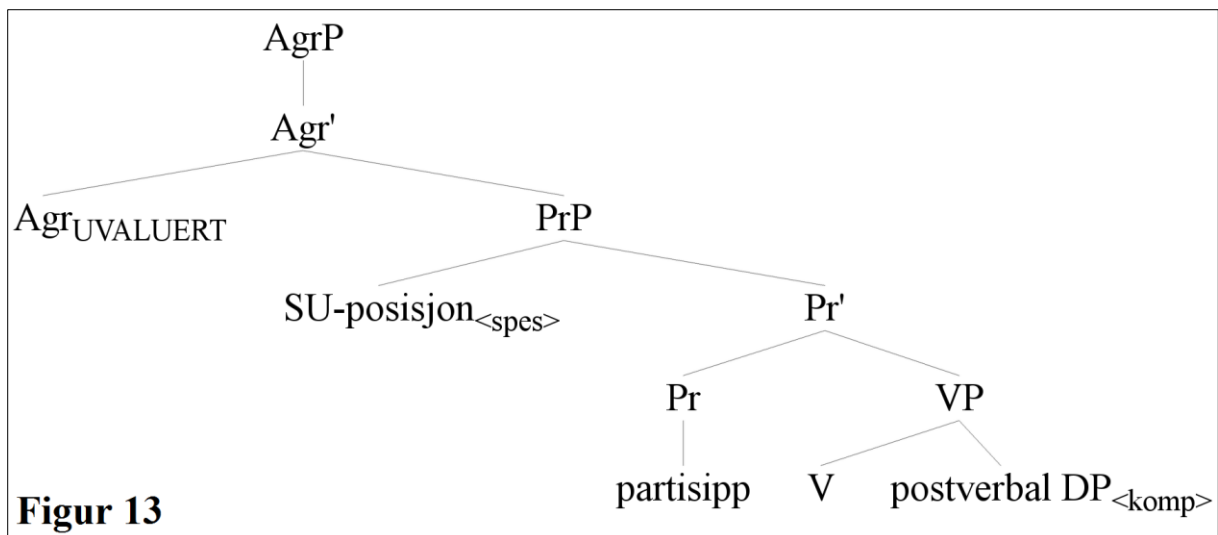 AgrP
Agr'
AgrUVALUERT PrP
SU-posisjon<spes> Pr'
Pr VP
partisipp V postverbal DP<komp>
Figur 13